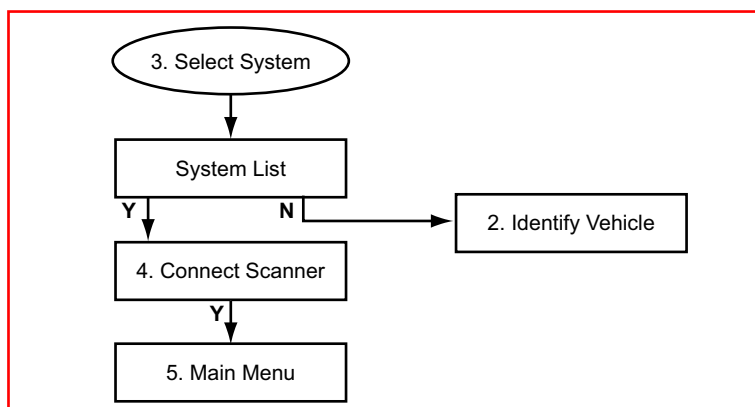 3. Select System
System List
Y
N
2. Identify Vehicle
4. Connect Scanner
Y
5. Main Menu